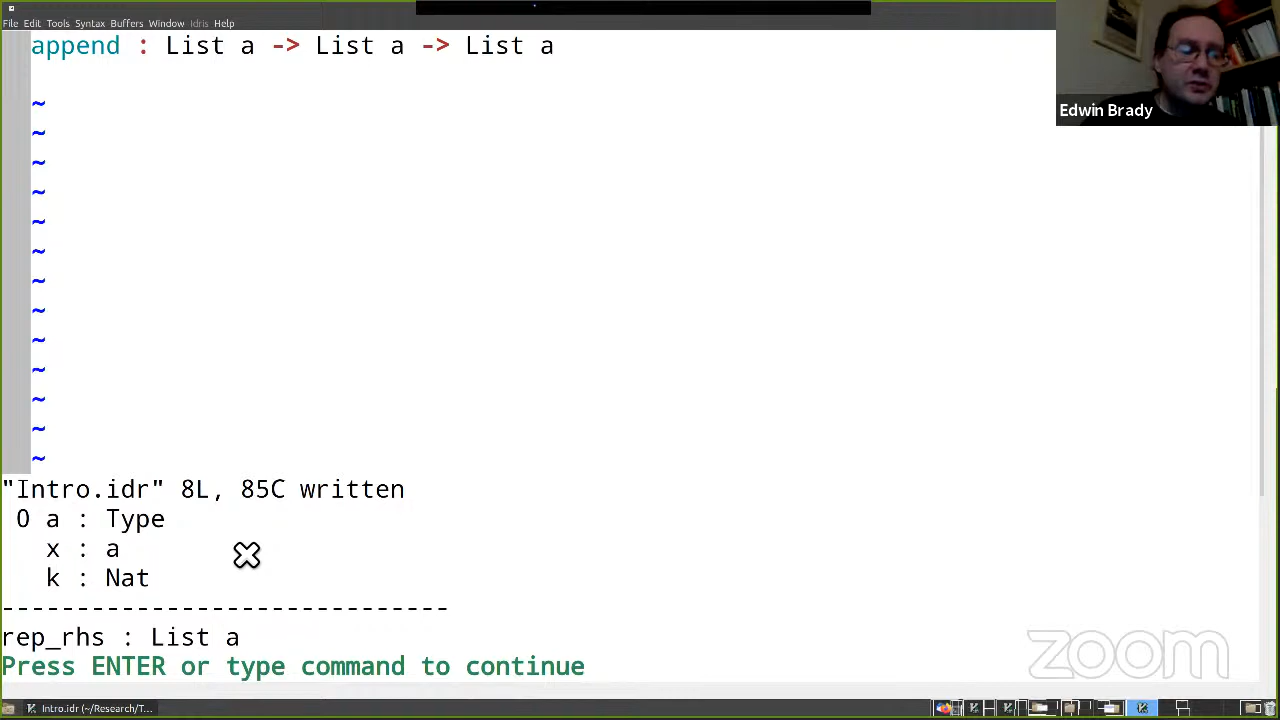 File Edit Tools Syntax Buffers Window Idris Help
append : List a -> List a -> List a
Edwin Brady
~
~
~
~
~
~
~
~
~
~
~
~
~
"Intro.idr" 8L, 85C written
0 a : Type
x : a
k : Nat
------------------------------
rep_rhs : List a
Press ENTER or type command to continue
zoom
Intro.idr (~/Research/T...